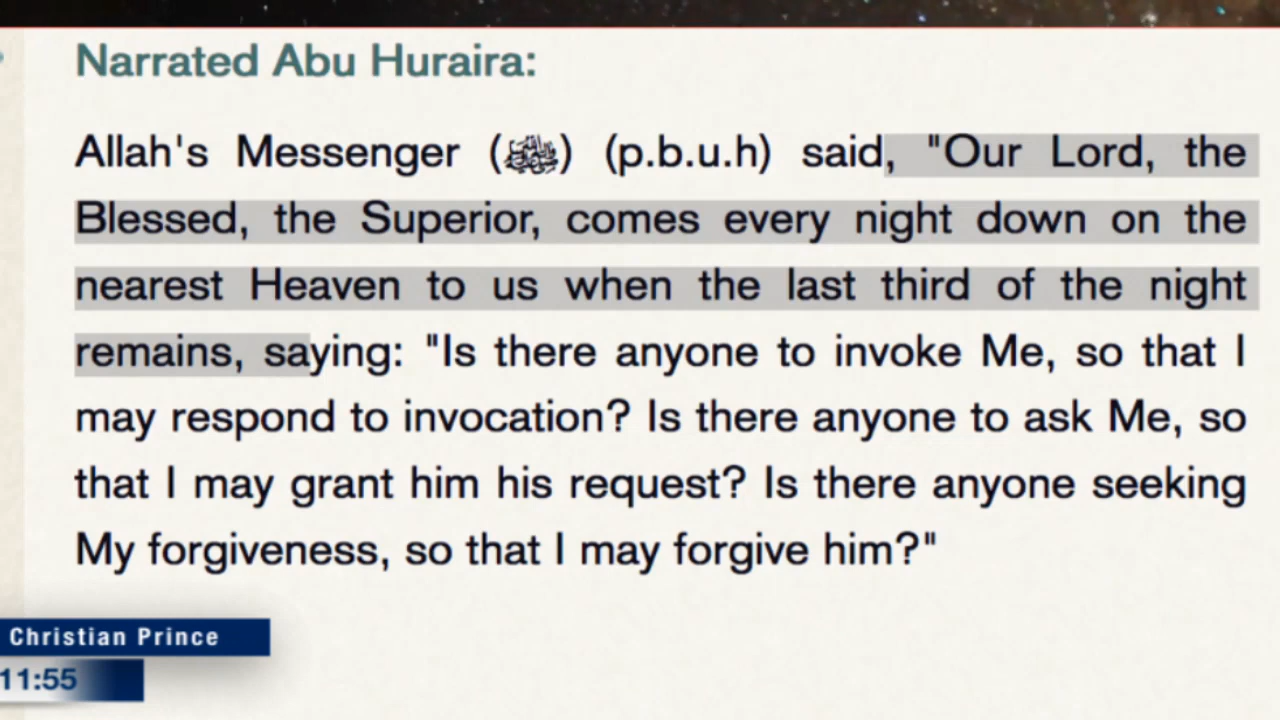 Narrated Abu Huraira:
Allah's Messenger (ﷺ) (p.b.u.h) said, "Our Lord, the
Blessed, the Superior, comes every night down on the
nearest Heaven to us when the last third of the night
remains, saying: "Is there anyone to invoke Me, so that I
may respond to invocation? Is there anyone to ask Me, so
that I may grant him his request? Is there anyone seeking
My forgiveness, so that I may forgive him?"
Christian Prince
11:55